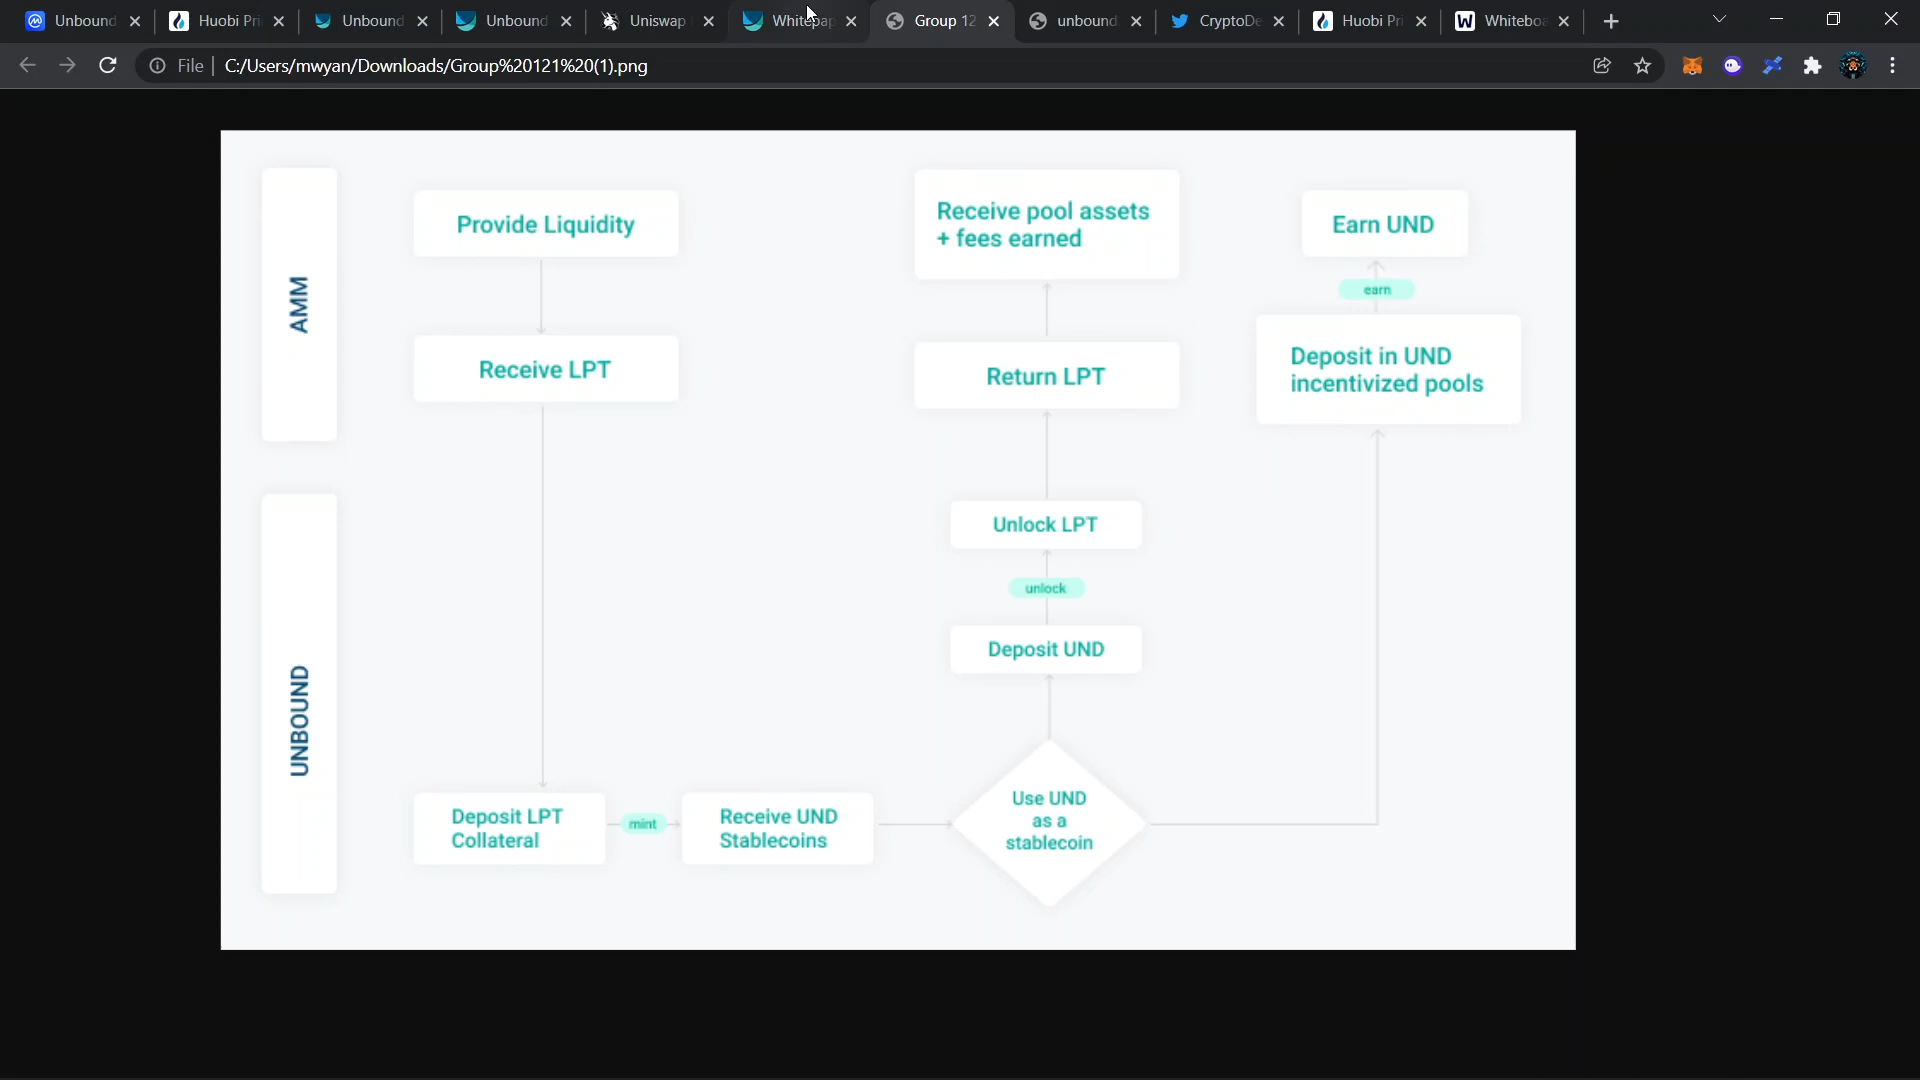 Unbound
Huobi Pri
Unbound
Unbound
Uniswap
Whitepap
Group 12
unbound
CryptoDe
Huobi Pri
Whiteboa
File
C:/Users/mwyan/Downloads/Group%20121%20(1).png
AMM
Provide Liquidity
Receive LPT
Receive pool assets
+ fees earned
Return LPT
Earn UND
earn
Deposit in UND
incentivized pools
UNBOUND
Unlock LPT
unlock
Deposit UND
Deposit LPT
Collateral
mint
Receive UND
Stablecoins
Use UND
as a
stablecoin